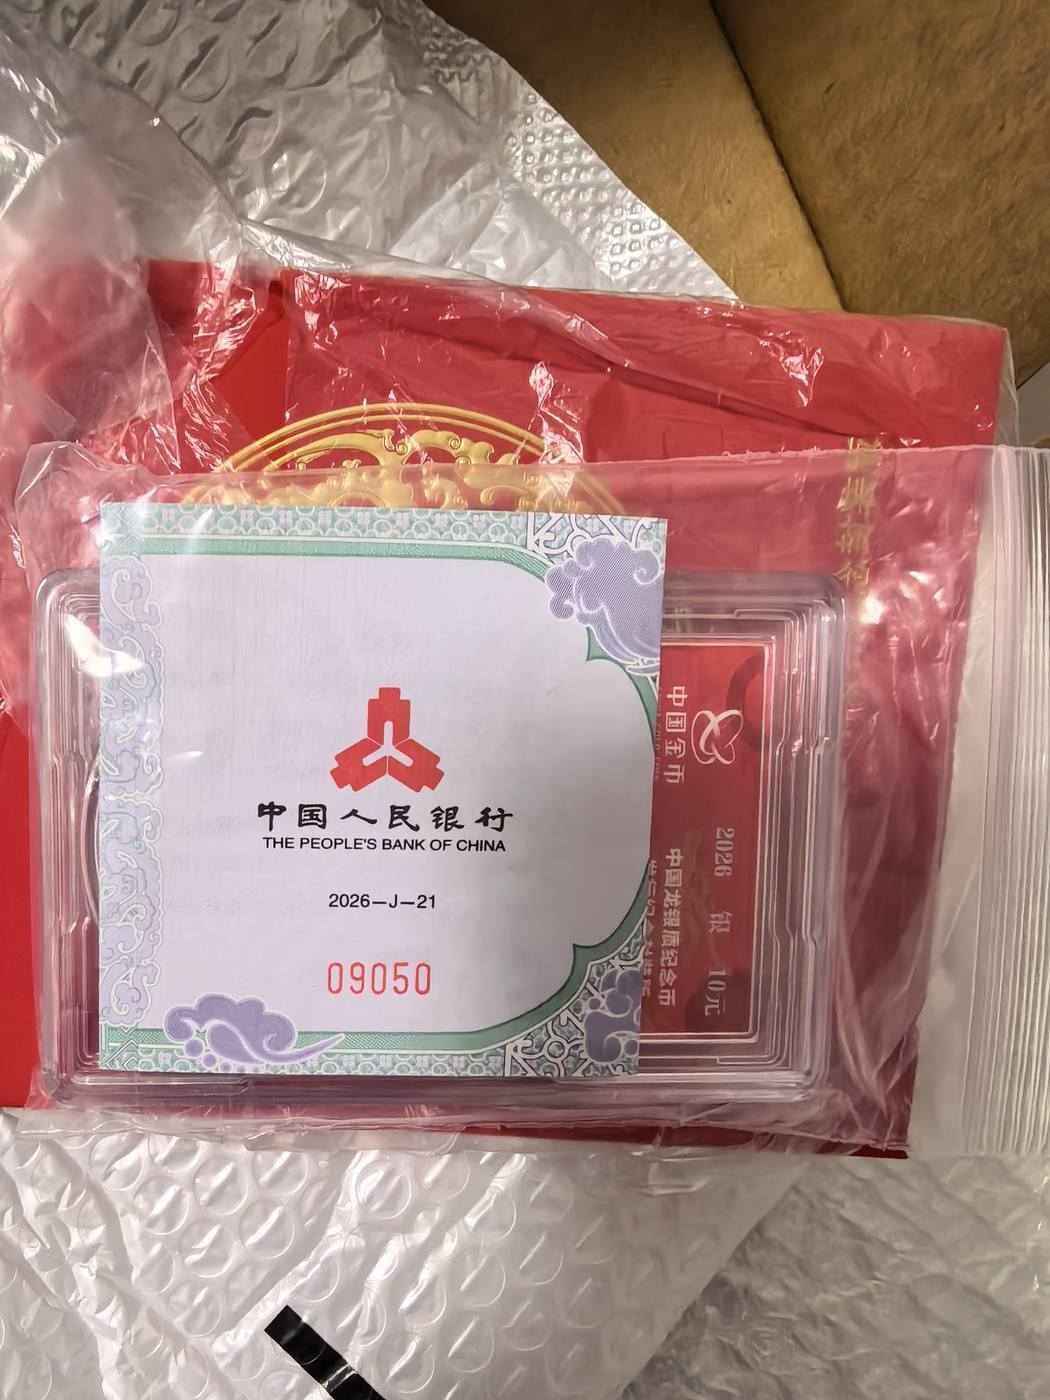 中国人民银行
THE PEOPLE'S BANK OF CHINA
2026—J—21
09050
中国金币
2026 银 10元
中国龙银质纪念币